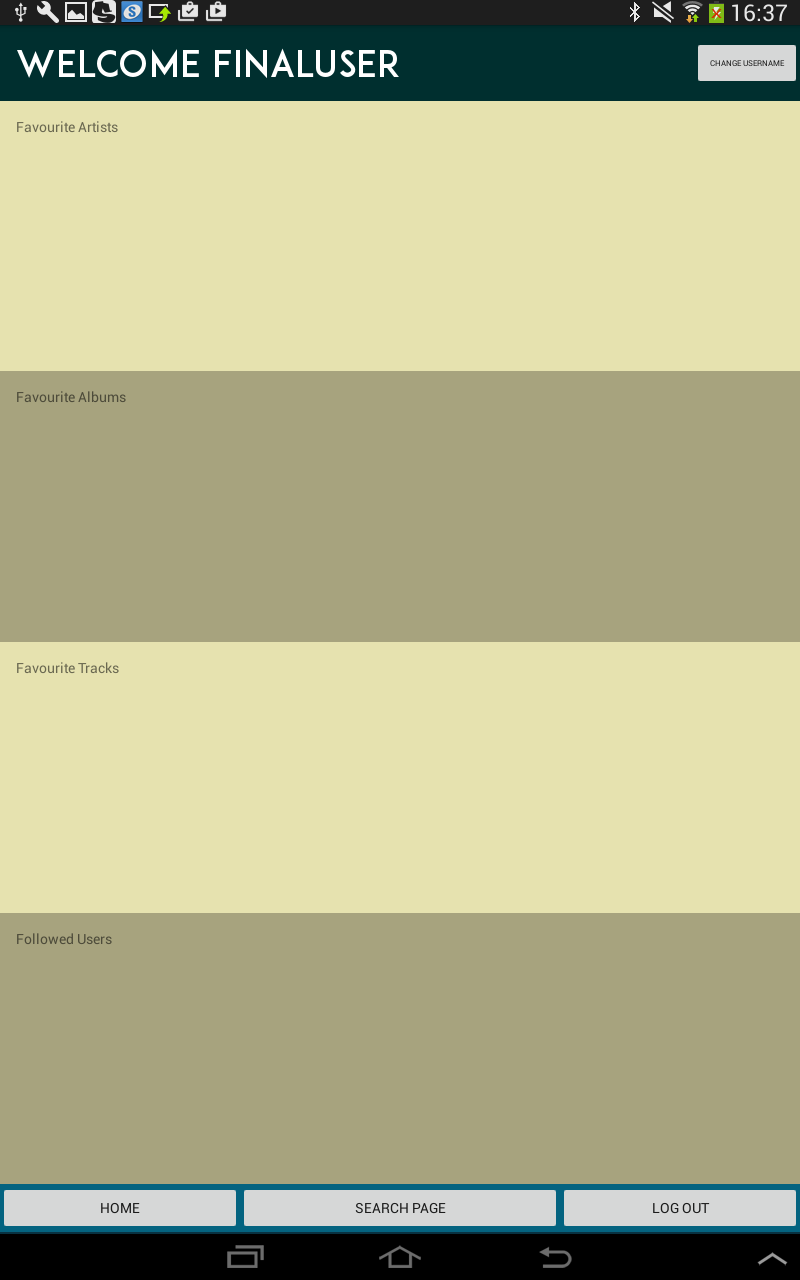 16:37
WELCOME FINALUSER
CHANGE USERNAME
Favourite Artists
Favourite Albums
Favourite Tracks
Followed Users
HOME
SEARCH PAGE
LOG OUT